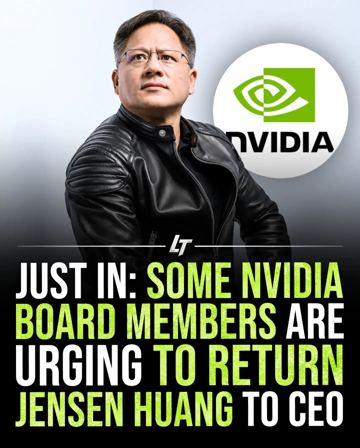 NVIDIA
LT
JUST IN: SOME NVIDIA
BOARD MEMBERS ARE
URGING TO RETURN
JENSEN HUANG TO CEO